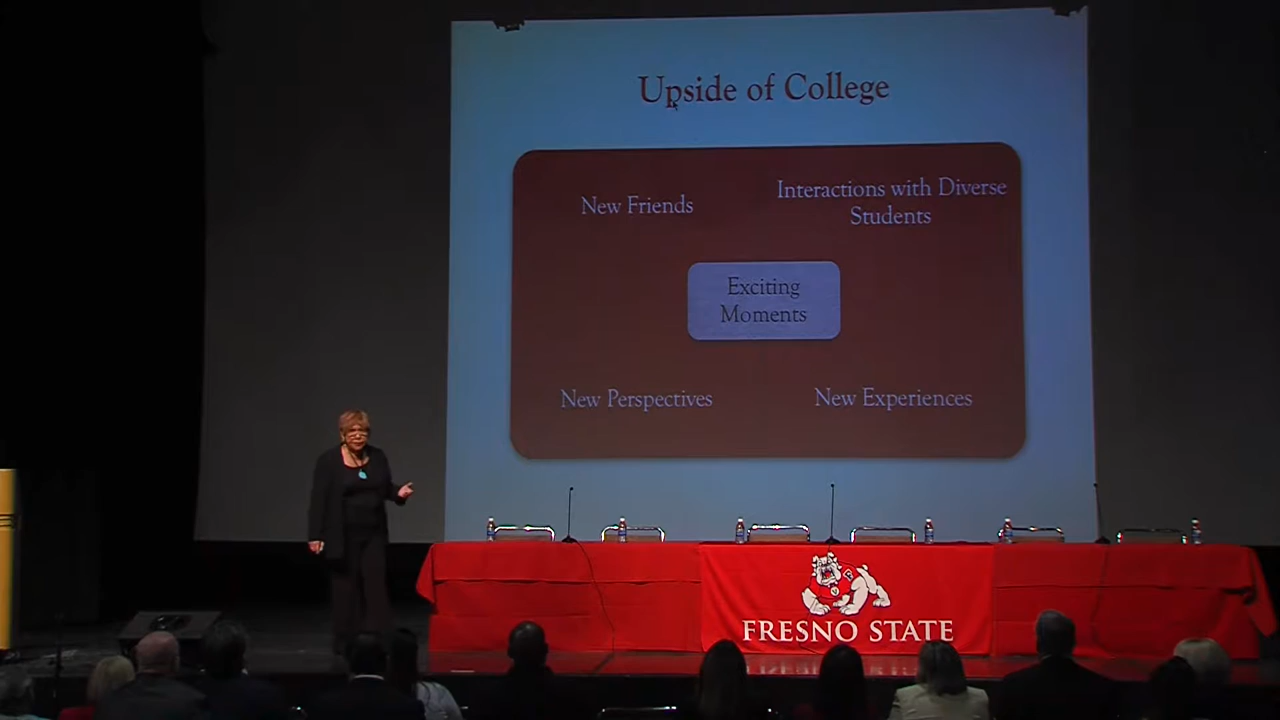 Upside of College
New Friends
Interactions with Diverse
Students
Exciting
Moments
New Perspectives
New Experiences
FRESNO STATE